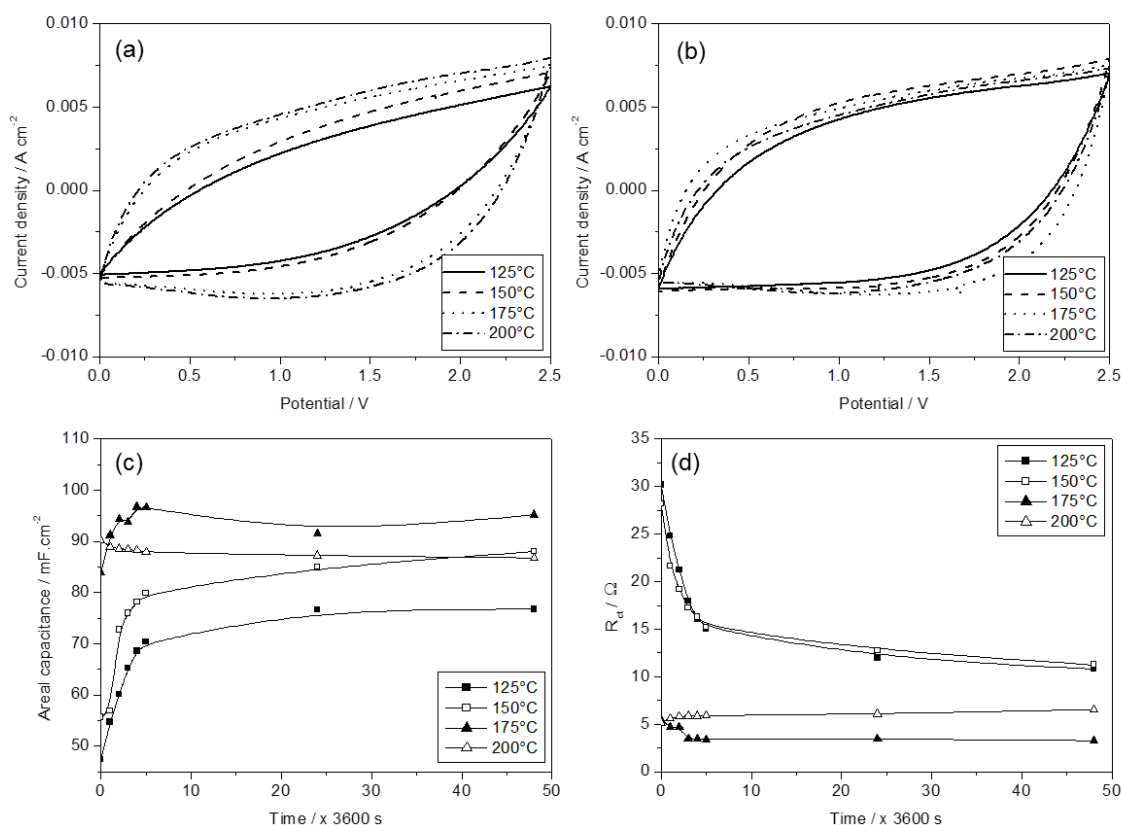 (a)
0.010
0.005
0.000
-0.005
-0.010
Current density / A cm-2
0.0 0.5 1.0 1.5 2.0 2.5
Potential / V
125°C
150°C
175°C
200°C
(b)
0.010
0.005
0.000
-0.005
-0.010
Current density / A cm-2
0.0 0.5 1.0 1.5 2.0 2.5
Potential / V
125°C
150°C
175°C
200°C
(c)
110
100
90
80
70
60
50
Areal capacitance / mF.cm-2
0 10 20 30 40 50
Time / x 3600 s
125°C
150°C
175°C
200°C
(d)
35
30
25
20
15
10
5
0
Rct / Ω
0 10 20 30 40 50
Time / x 3600 s
125°C
150°C
175°C
200°C